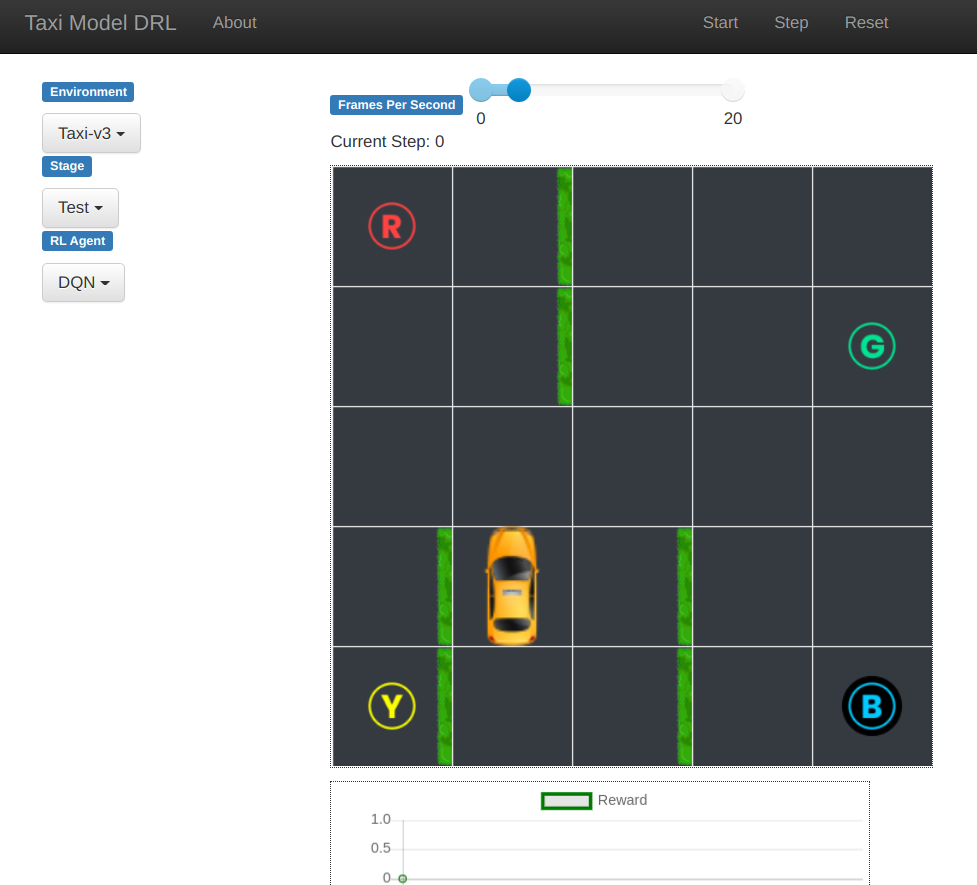 Taxi Model DRL About Start Step Reset
Environment
Taxi-v3
Stage
Test
RL Agent
DQN
Frames Per Second
0 20
Current Step: 0
R
G
Y B
Reward
1.0
0.5
0